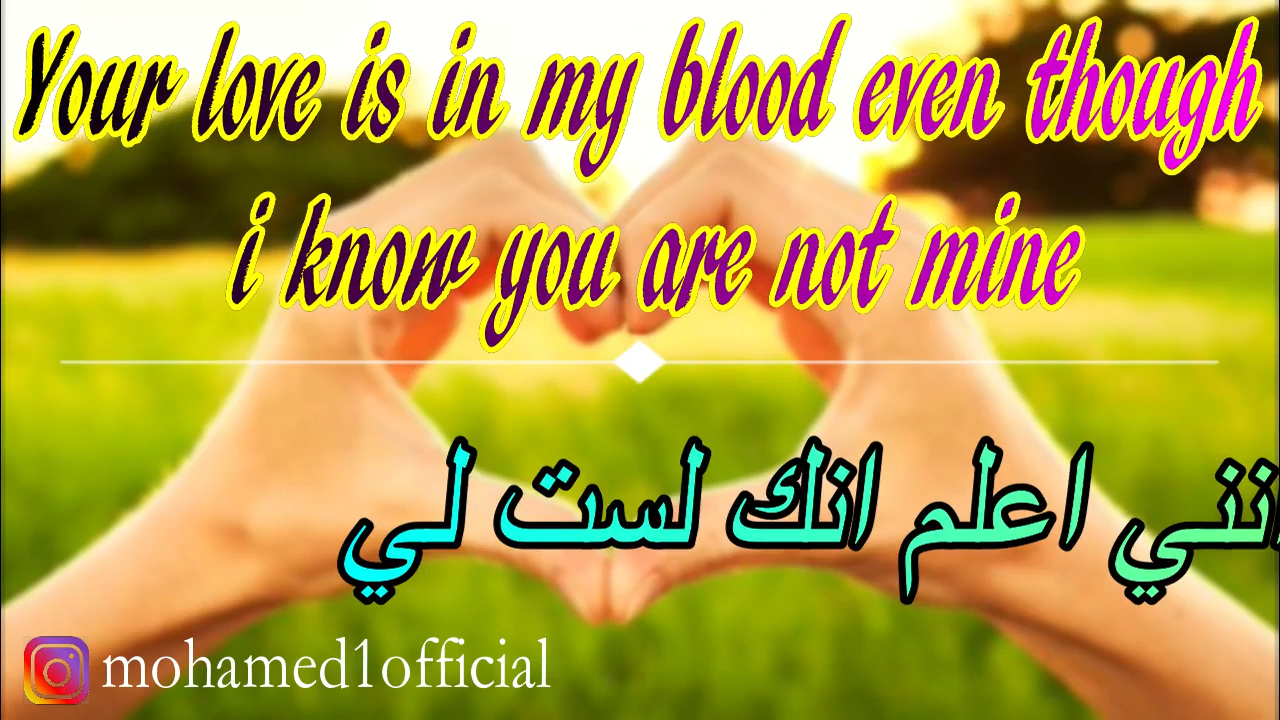 Your love is in my blood even though
i know you are not mine
اعلم انك لست لي
mohamed1official